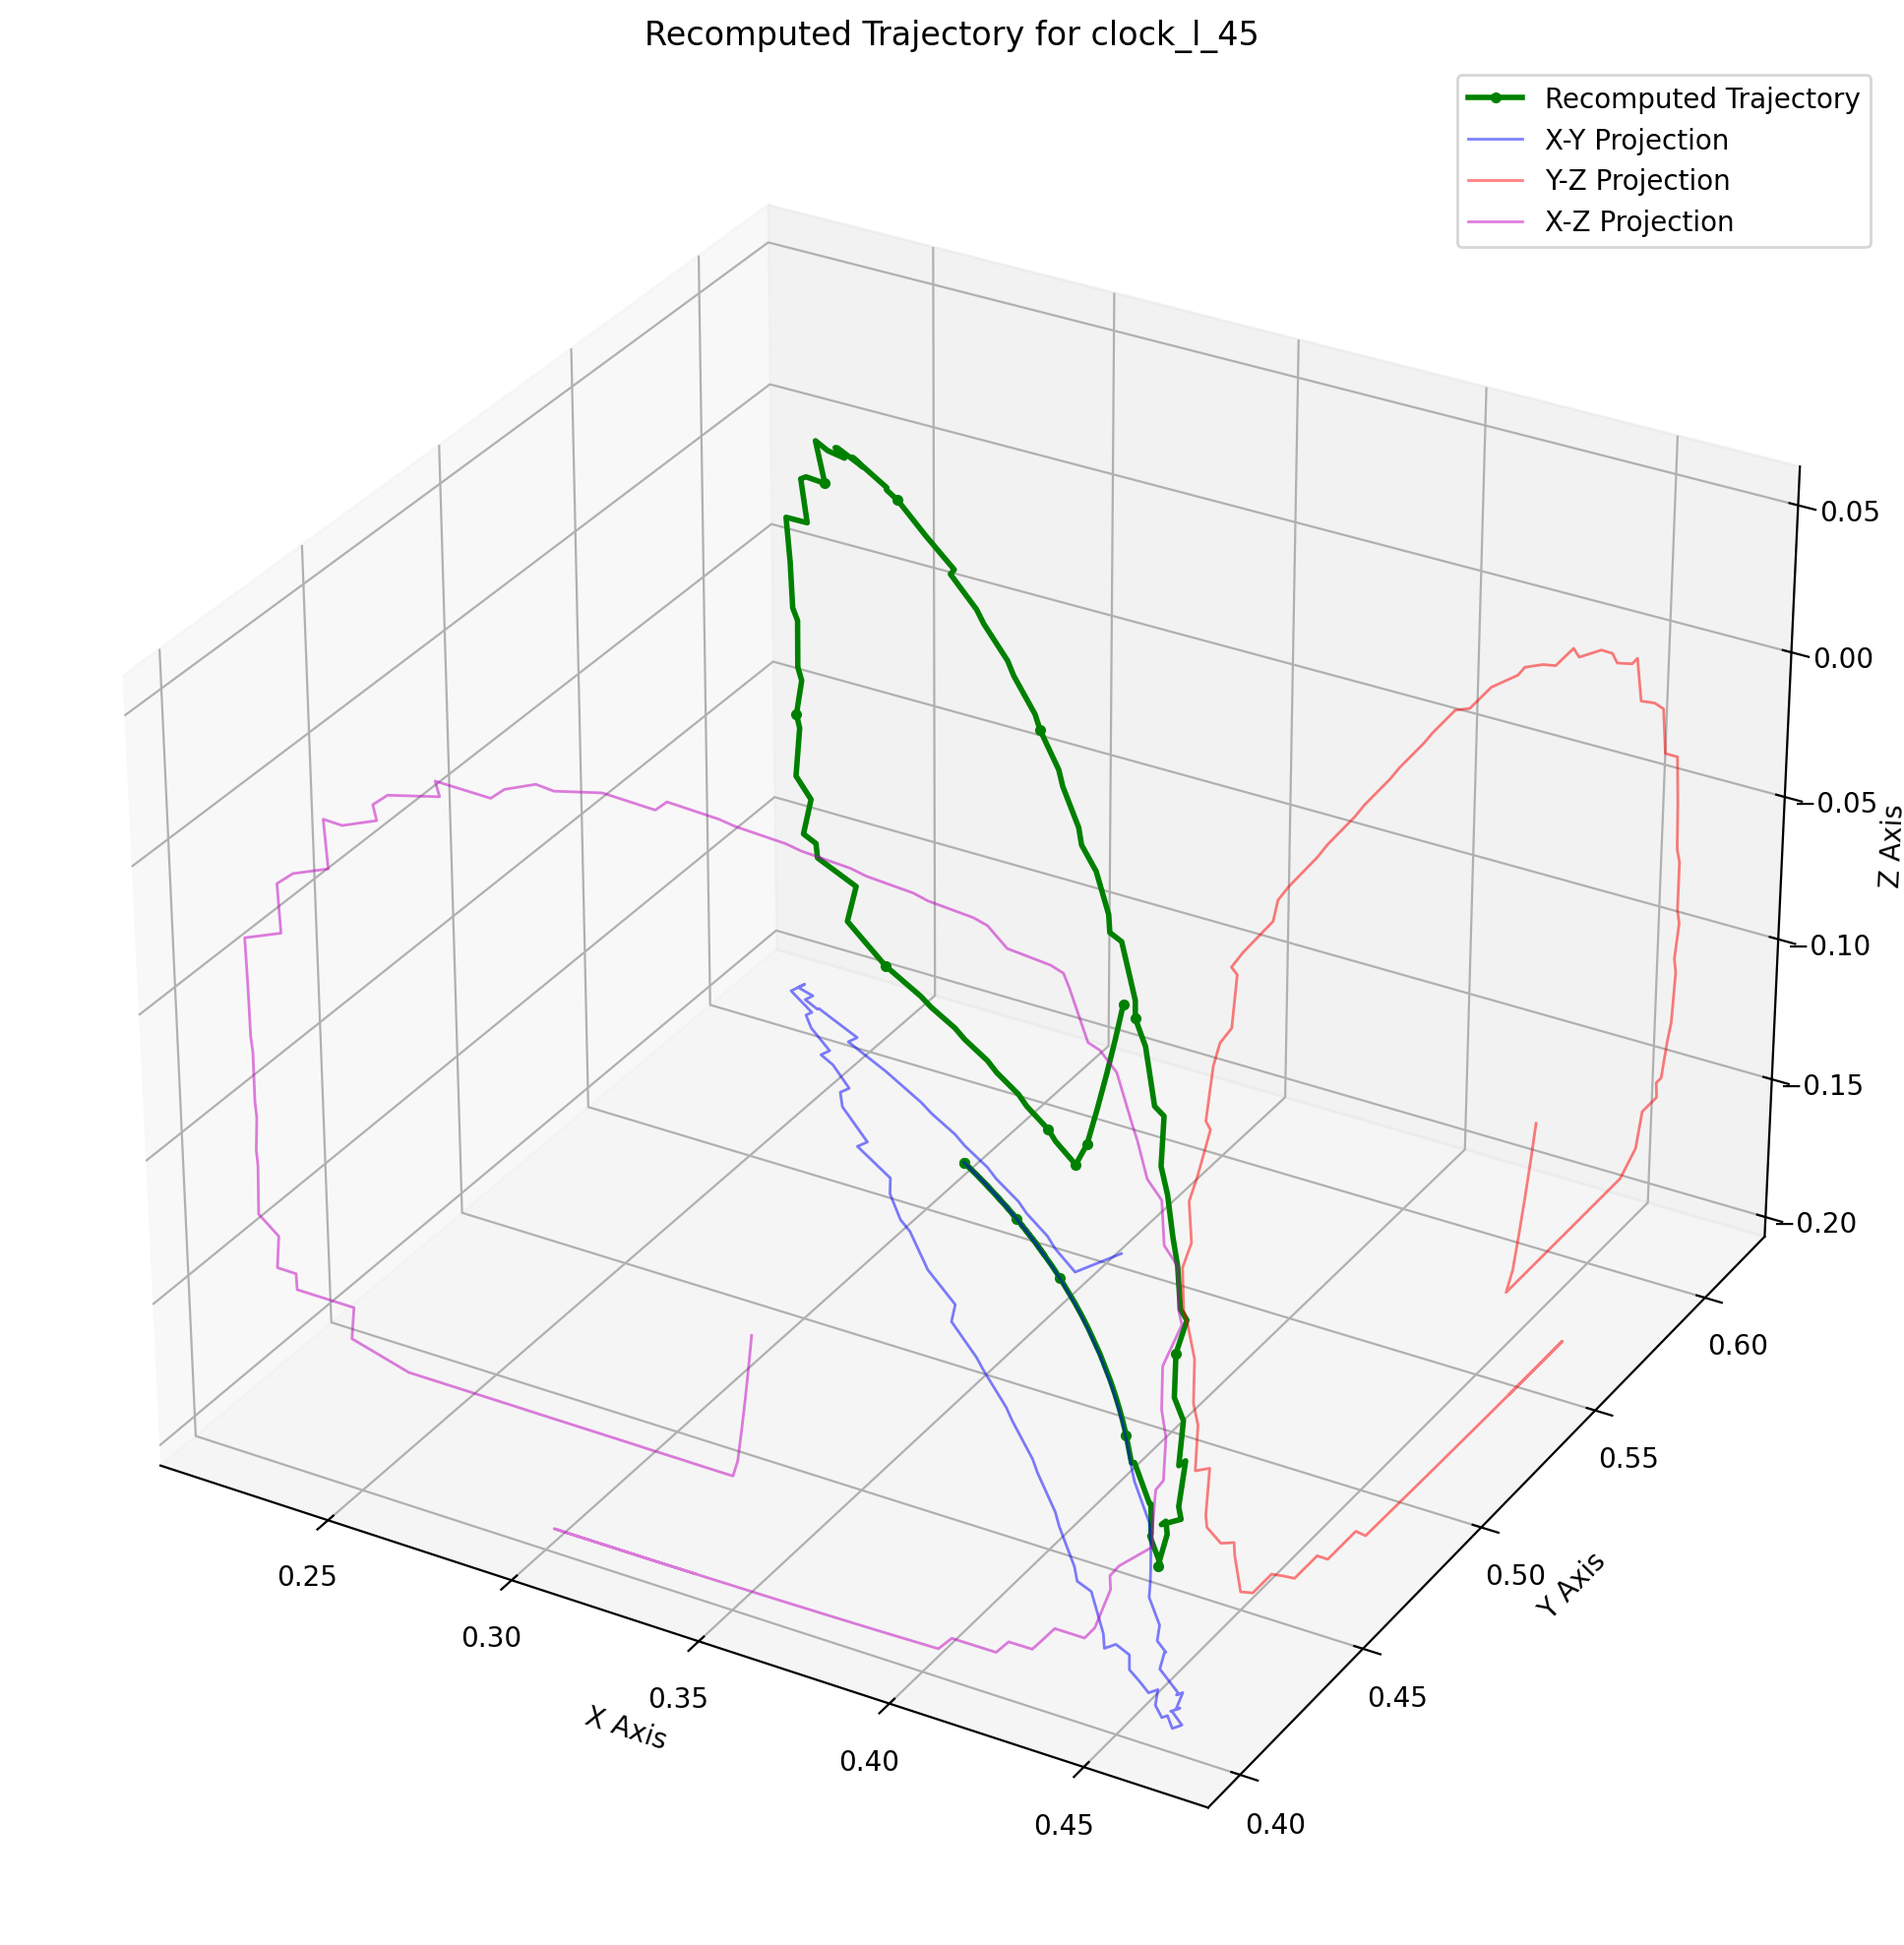 Recomputed Trajectory for clock_l_45
Recomputed Trajectory
X-Y Projection
Y-Z Projection
X-Z Projection
0.05
0.00
−0.05
−0.10
−0.15
−0.20
Z Axis
0.60
0.55
0.50
0.45
0.40
Y Axis
0.25
0.30
0.35
0.40
0.45
X Axis